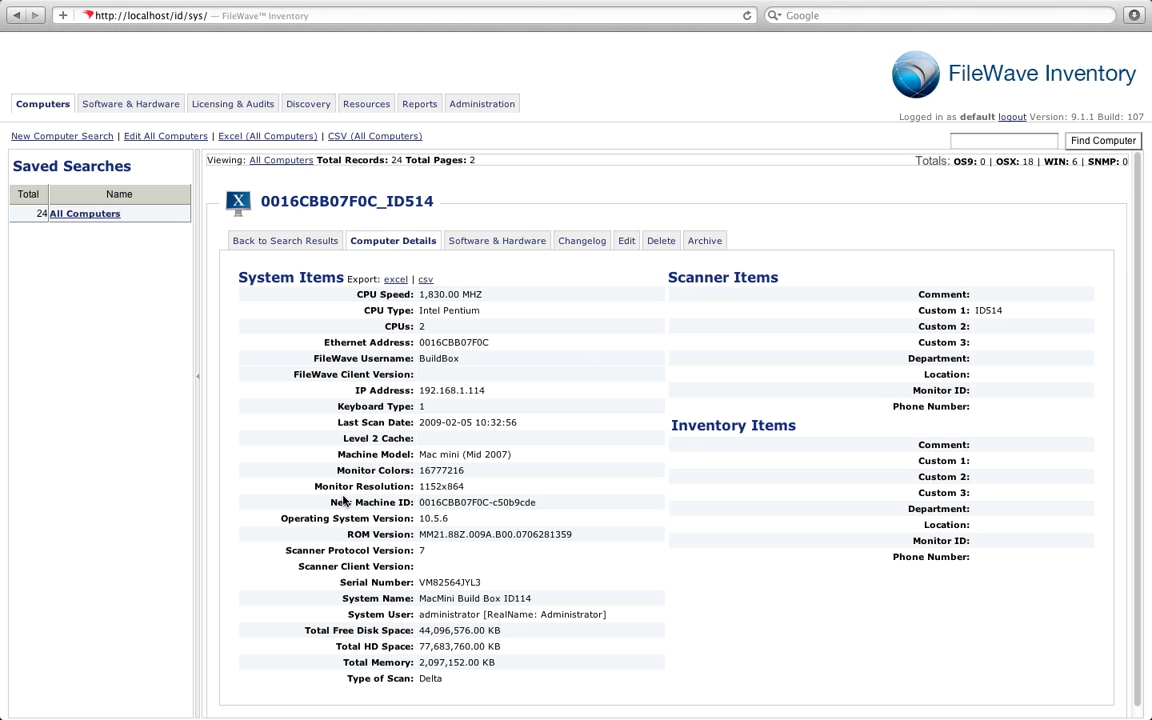 http://localhost/id/sys/ — FileWave™ Inventory
Google
FileWave Inventory
Computers Software & Hardware Licensing & Audits Discovery Resources Reports Administration
Logged in as default logout Version: 9.1.1 Build: 107
New Computer Search | Edit All Computers | Excel (All Computers) | CSV (All Computers)
Find Computer
Saved Searches
Total Name
24 All Computers
Viewing: All Computers Total Records: 24 Total Pages: 2
Totals: OS9: 0 | OSX: 18 | WIN: 6 | SNMP: 0
X
0016CBB07F0C_ID514
Back to Search Results Computer Details Software & Hardware Changelog Edit Delete Archive
System Items Export: excel | csv
CPU Speed: 1,830.00 MHZ
CPU Type: Intel Pentium
CPUs: 2
Ethernet Address: 0016CBB07F0C
FileWave Username: BuildBox
FileWave Client Version:
IP Address: 192.168.1.114
Keyboard Type: 1
Last Scan Date: 2009-02-05 10:32:56
Level 2 Cache:
Machine Model: Mac mini (Mid 2007)
Monitor Colors: 16777216
Monitor Resolution: 1152x864
New Machine ID: 0016CBB07F0C-c50b9cde
Operating System Version: 10.5.6
ROM Version: MM21.88Z.009A.B00.0706281359
Scanner Protocol Version: 7
Scanner Client Version:
Serial Number: VM82564JYL3
System Name: MacMini Build Box ID114
System User: administrator [RealName: Administrator]
Total Free Disk Space: 44,096,576.00 KB
Total HD Space: 77,683,760.00 KB
Total Memory: 2,097,152.00 KB
Type of Scan: Delta
Scanner Items
Comment:
Custom 1: ID514
Custom 2:
Custom 3:
Department:
Location:
Monitor ID:
Phone Number:
Inventory Items
Comment:
Custom 1:
Custom 2:
Custom 3:
Department:
Location:
Monitor ID:
Phone Number: